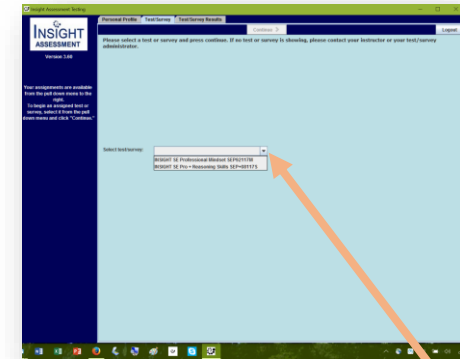 Insight Assessment Testing
Personal Profile Test/Survey Test/Survey Results
INSIGHT
ASSESSMENT
Version 3.60
Continue >
Logout
Please select a test or survey and press continue. If no test or survey is showing, please contact your instructor or your test/survey
administrator.
Your assignments are available
from the pull down menu to the
right.
To begin an assigned test or
survey, select it from the pull
down menu and click "Continue."
Select test/survey:
INSIGHT SE Professional Mindset
INSIGHT SE Pro + Reasoning Skills